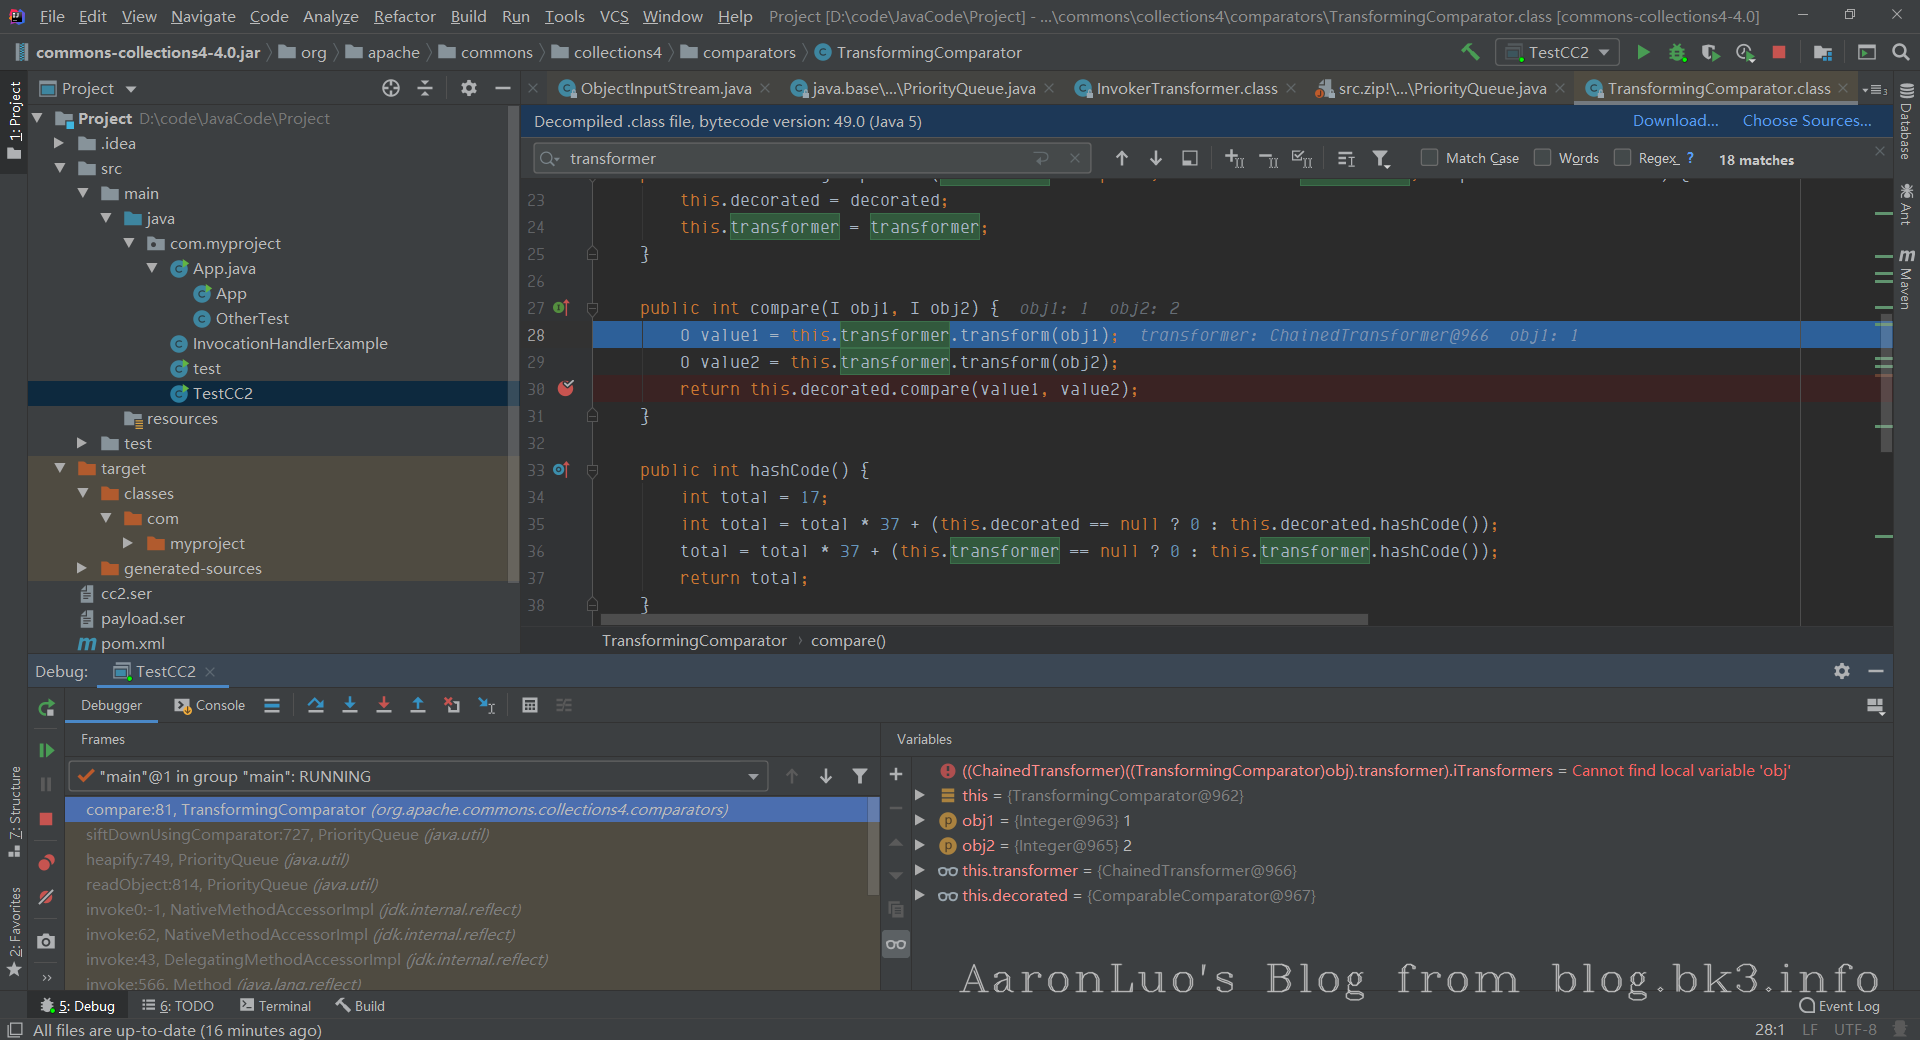 File Edit View Navigate Code Analyze Refactor Build Run Tools VCS Window Help Project [D:\code\JavaCode\Project] - ...\commons\collections4\comparators\TransformingComparator.class [commons-collections4-4.0]
commons-collections4-4.0.jar org apache commons collections4 comparators TransformingComparator TestCC2
Project ObjectInputStream.java java.base\...\PriorityQueue.java InvokerTransformer.class src.zip!\...\PriorityQueue.java TransformingComparator.class
1: Project
Database
Ant
Maven
Project D:\code\JavaCode\Project
.idea
src
main
java
com.myproject
App.java
App
OtherTest
InvocationHandlerExample
test
TestCC2
resources
test
target
classes
com
myproject
generated-sources
cc2.ser
payload.ser
pom.xml
Decompiled .class file, bytecode version: 49.0 (Java 5) Download... Choose Sources...
transformer Match Case Words Regex ? 18 matches
23 this.decorated = decorated;
24 this.transformer = transformer;
25 }
26
27 public int compare(I obj1, I obj2) { obj1: 1 obj2: 2
28 O value1 = this.transformer.transform(obj1); transformer: ChainedTransformer@966 obj1: 1
29 O value2 = this.transformer.transform(obj2);
30 return this.decorated.compare(value1, value2);
31 }
32
33 public int hashCode() {
34 int total = 17;
35 int total = total * 37 + (this.decorated == null ? 0 : this.decorated.hashCode());
36 total = total * 37 + (this.transformer == null ? 0 : this.transformer.hashCode());
37 return total;
38 }
TransformingComparator › compare()
Debug: TestCC2
Debugger Console
Frames
"main"@1 in group "main": RUNNING
compare:81, TransformingComparator (org.apache.commons.collections4.comparators)
siftDownUsingComparator:727, PriorityQueue (java.util)
heapify:749, PriorityQueue (java.util)
readObject:814, PriorityQueue (java.util)
invoke0:-1, NativeMethodAccessorImpl (jdk.internal.reflect)
invoke:62, NativeMethodAccessorImpl (jdk.internal.reflect)
invoke:43, DelegatingMethodAccessorImpl (jdk.internal.reflect)
invoke:566, Method (java.lang.reflect)
Variables
((ChainedTransformer)((TransformingComparator)obj).transformer).iTransformers = Cannot find local variable 'obj'
this = {TransformingComparator@962}
obj1 = {Integer@963} 1
obj2 = {Integer@965} 2
this.transformer = {ChainedTransformer@966}
this.decorated = {ComparableComparator@967}
AaronLuo's Blog from blog.bk3.info
7: Structure
2: Favorites
5: Debug 6: TODO Terminal Build Event Log
All files are up-to-date (16 minutes ago) 28:1 LF UTF-8